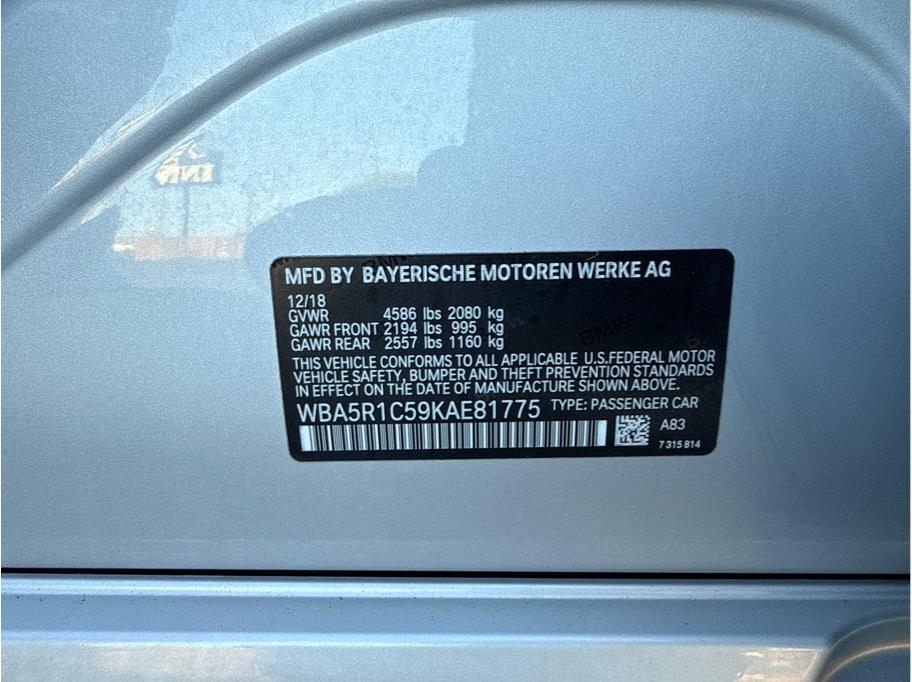 MFD BY BAYERISCHE MOTOREN WERKE AG
12/18
GVWR 4586 lbs 2080 kg
GAWR FRONT 2194 lbs 995 kg
GAWR REAR 2557 lbs 1160 kg
THIS VEHICLE CONFORMS TO ALL APPLICABLE U.S.FEDERAL MOTOR
VEHICLE SAFETY, BUMPER AND THEFT PREVENTION STANDARDS
IN EFFECT ON THE DATE OF MANUFACTURE SHOWN ABOVE.
WBA5R1C59KAE81775 TYPE: PASSENGER CAR
A83
7 315 814
BMW